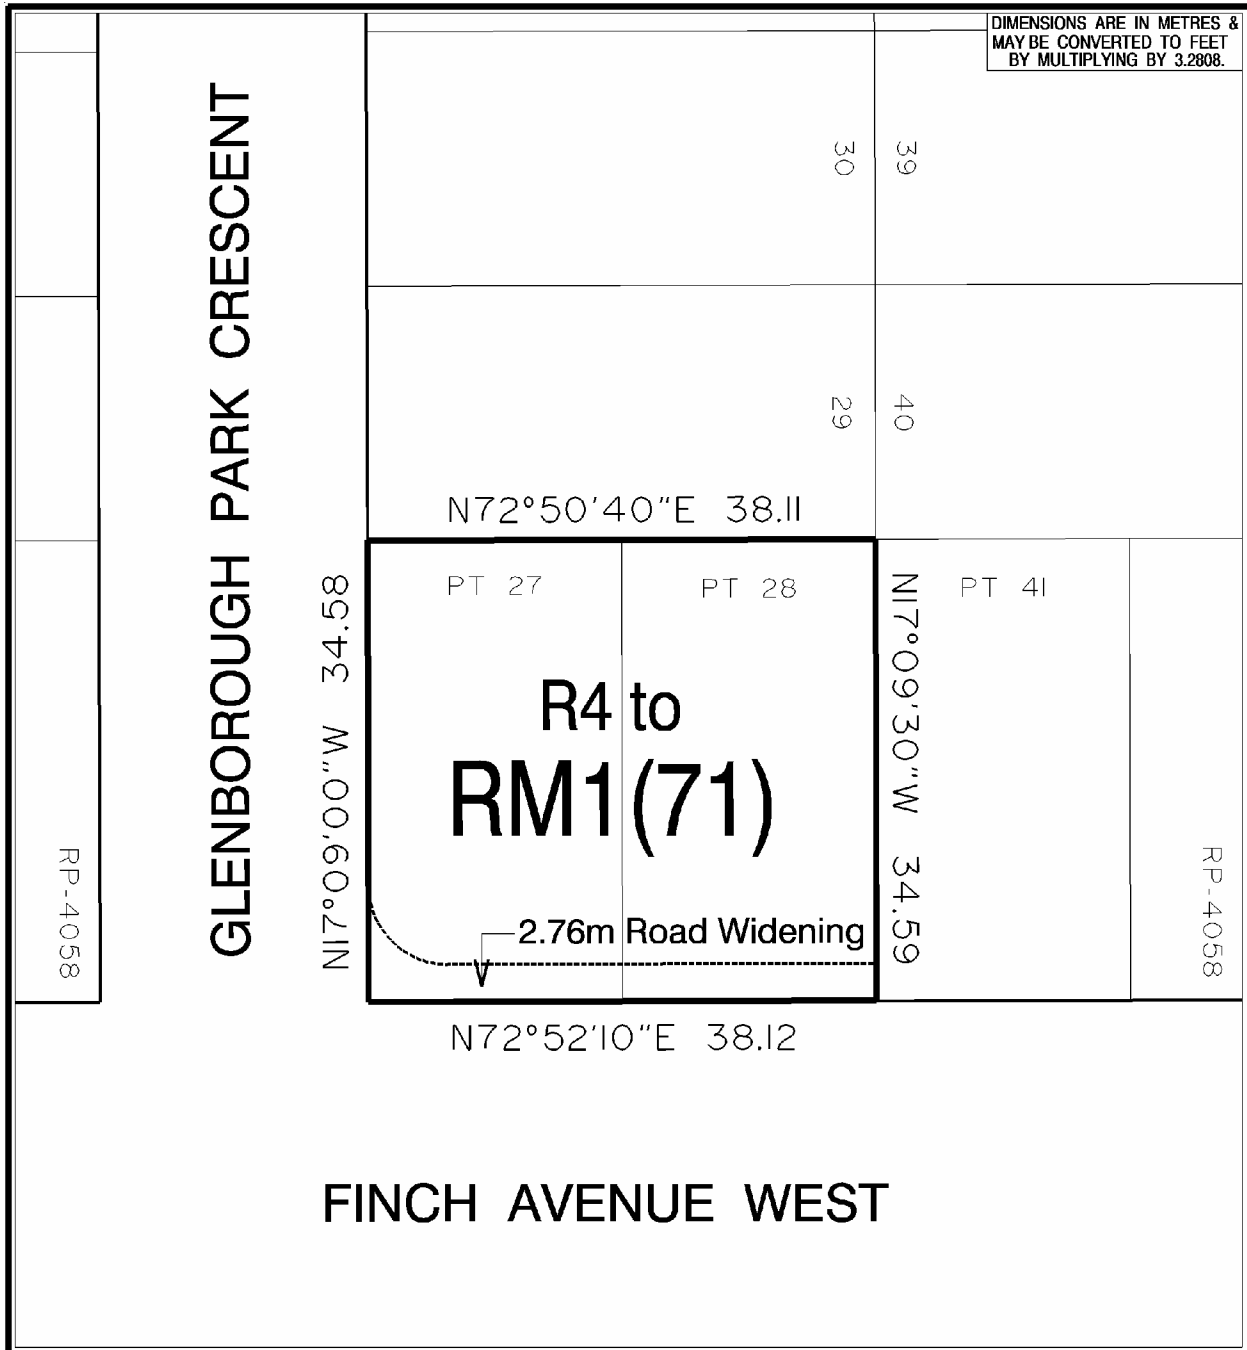 DIMENSIONS ARE IN METRES &
MAY BE CONVERTED TO FEET
BY MULTIPLYING BY 3.2808.
GLENBOROUGH PARK CRESCENT
30
39
29
40
N72°50'40"E 38.11
N17°09'00"W 34.58
PT 27
PT 28
N17°09'30"W 34.59
PT 41
R4 to
RM1(71)
2.76m Road Widening
RP-4058
RP-4058
N72°52'10"E 38.12
FINCH AVENUE WEST